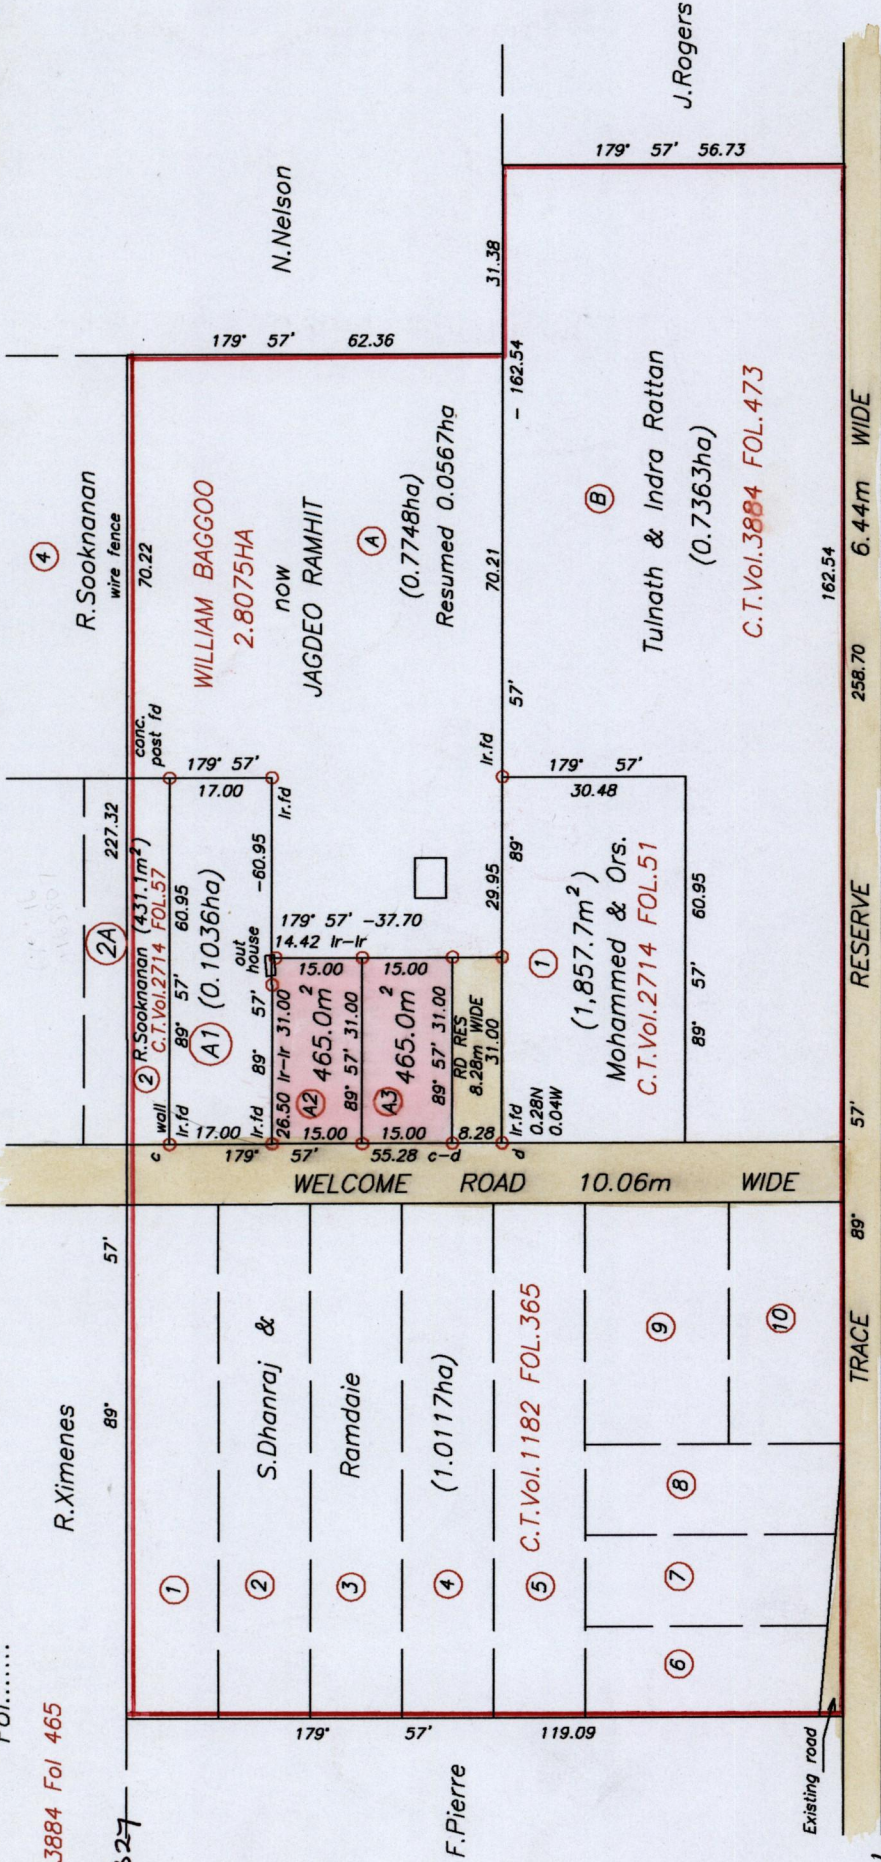 J.Rogers
N.Nelson
179° 57' 56.73
31.38
179° 57' 62.36
- 162.54
4
R.Sooknanan
wire fence
70.22
WILLIAM BAGGOO
2.8075HA
now
JAGDEO RAMHIT
A
(0.7748ha)
Resumed 0.0567ha
70.21
57'
B
Tulnath & Indra Rattan
(0.7363ha)
C.T.Vol.3884 FOL.473
162.54
258.70
6.44m WIDE
conc.
post fd
179° 57'
17.00
Ir.fd
Ir.fd
179° 57'
30.48
227.32
2A
2 R.Sooknanan (431.1m²)
C.T.Vol.2714 FOL.57
89° 57' 60.95
A1 (0.1036ha)
out
house
89° 57' -60.95
179° 57' -37.70
14.42 Ir-Ir
15.00
15.00
29.95
89°
26.50 Ir-Ir 31.00
A2 465.0m²
89° 57' 31.00
A3 465.0m²
89° 57' 31.00
RD RES
8.28m WIDE
31.00
1
(1,857.7m²)
Mohammed & Ors.
C.T.Vol.2714 FOL.51
89° 57' 60.95
RESERVE
wall
c
Ir.fd
17.00
Ir.fd
15.00
15.00
8.28
Ir.fd
0.28N
0.04W
d
179° 57' 55.28 c-d
WELCOME ROAD 10.06m WIDE
57'
89°
57'
89°
TRACE
R.Ximenes
S.Dhanraj &
Ramdaie
(1.0117ha)
C.T.Vol.1182 FOL.365
1
2
3
4
5
6
7
8
9
10
179° 57' 119.09
Existing road
F.Pierre
Fol.......
3884 Fol 465